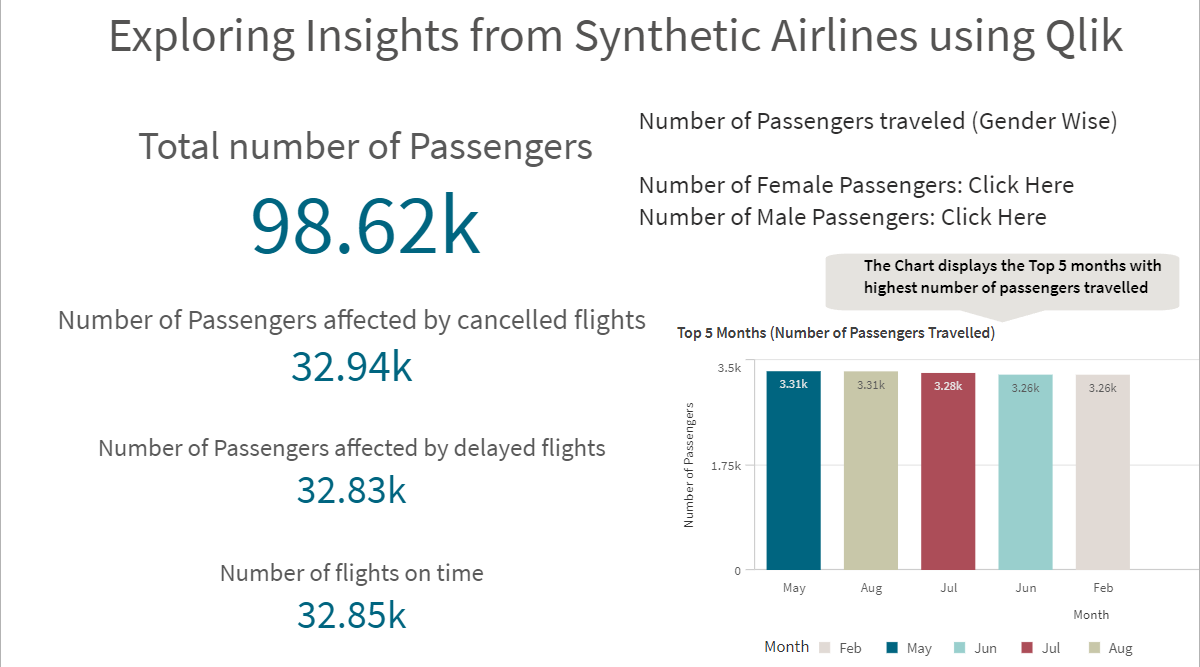 Exploring Insights from Synthetic Airlines using Qlik
Total number of Passengers
98.62k
Number of Passengers affected by cancelled flights
32.94k
Number of Passengers affected by delayed flights
32.83k
Number of flights on time
32.85k
Number of Passengers traveled (Gender Wise)
Number of Female Passengers: Click Here
Number of Male Passengers: Click Here
The Chart displays the Top 5 months with
highest number of passengers travelled
Top 5 Months (Number of Passengers Travelled)
Number of Passengers
3.5k
1.75k
0
3.31k 3.31k 3.28k 3.26k 3.26k
May Aug Jul Jun Feb
Month
Month Feb May Jun Jul Aug